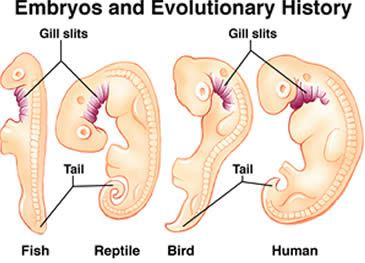 Embryos and Evolutionary History
Gill slits Gill slits
Tail Tail
Fish Reptile Bird Human